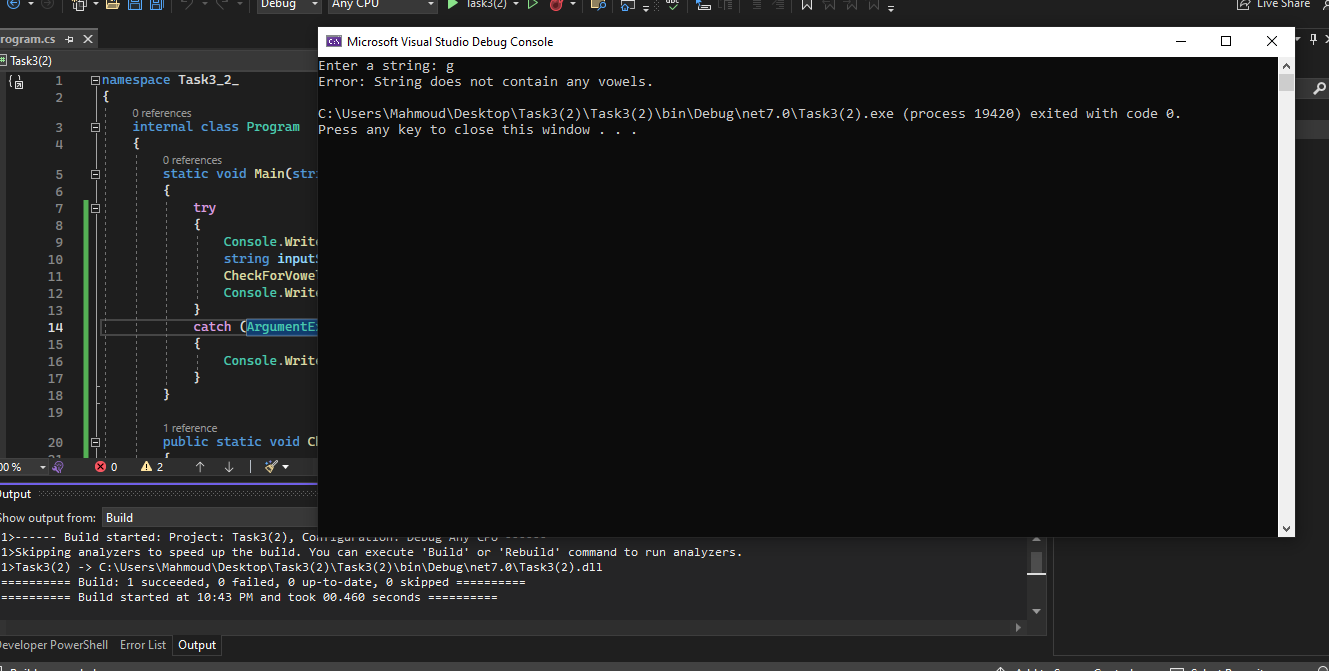 Debug
Any CPU
Task3(2)
Live Share
rogram.cs
Task3(2)
1 namespace Task3_2_
2 {
0 references
3 internal class Program
4 {
0 references
5 static void Main(stri
6 {
7 try
8 {
9 Console.Write
10 string inputS
11 CheckForVowel
12 Console.Write
13 }
14 catch (ArgumentEx
15 {
16 Console.Write
17 }
18 }
19
1 reference
20 public static void Ch
21 {
00 %
0
2
Microsoft Visual Studio Debug Console
Enter a string: g
Error: String does not contain any vowels.
C:\Users\Mahmoud\Desktop\Task3(2)\Task3(2)\bin\Debug\net7.0\Task3(2).exe (process 19420) exited with code 0.
Press any key to close this window . . .
Output
Show output from:
Build
1>------ Build started: Project: Task3(2), Configuration: Debug Any CPU ------
1>Skipping analyzers to speed up the build. You can execute 'Build' or 'Rebuild' command to run analyzers.
1>Task3(2) -> C:\Users\Mahmoud\Desktop\Task3(2)\Task3(2)\bin\Debug\net7.0\Task3(2).dll
========== Build: 1 succeeded, 0 failed, 0 up-to-date, 0 skipped ==========
========== Build started at 10:43 PM and took 00.460 seconds ==========
Developer PowerShell
Error List
Output